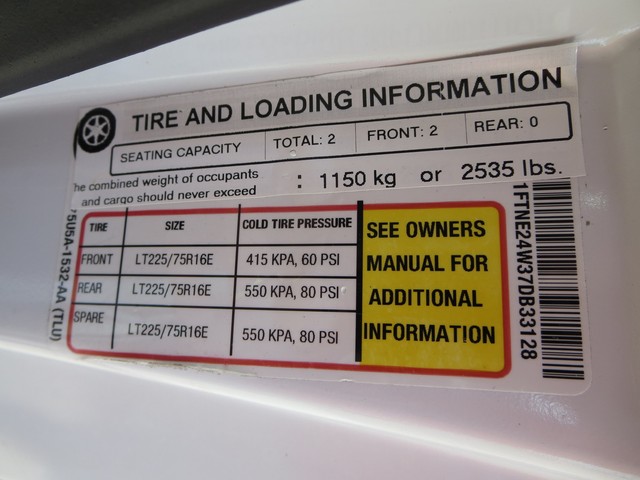 TIRE AND LOADING INFORMATION
SEATING CAPACITY TOTAL: 2 FRONT: 2 REAR: 0
he combined weight of occupants
and cargo should never exceed : 1150 kg or 2535 lbs.
TIRE SIZE COLD TIRE PRESSURE
FRONT LT225/75R16E 415 KPA, 60 PSI
REAR LT225/75R16E 550 KPA, 80 PSI
SPARE LT225/75R16E 550 KPA, 80 PSI
SEE OWNERS
MANUAL FOR
ADDITIONAL
INFORMATION
75U5A-1532-AA (TLU)
1FTNE24W37DB33128